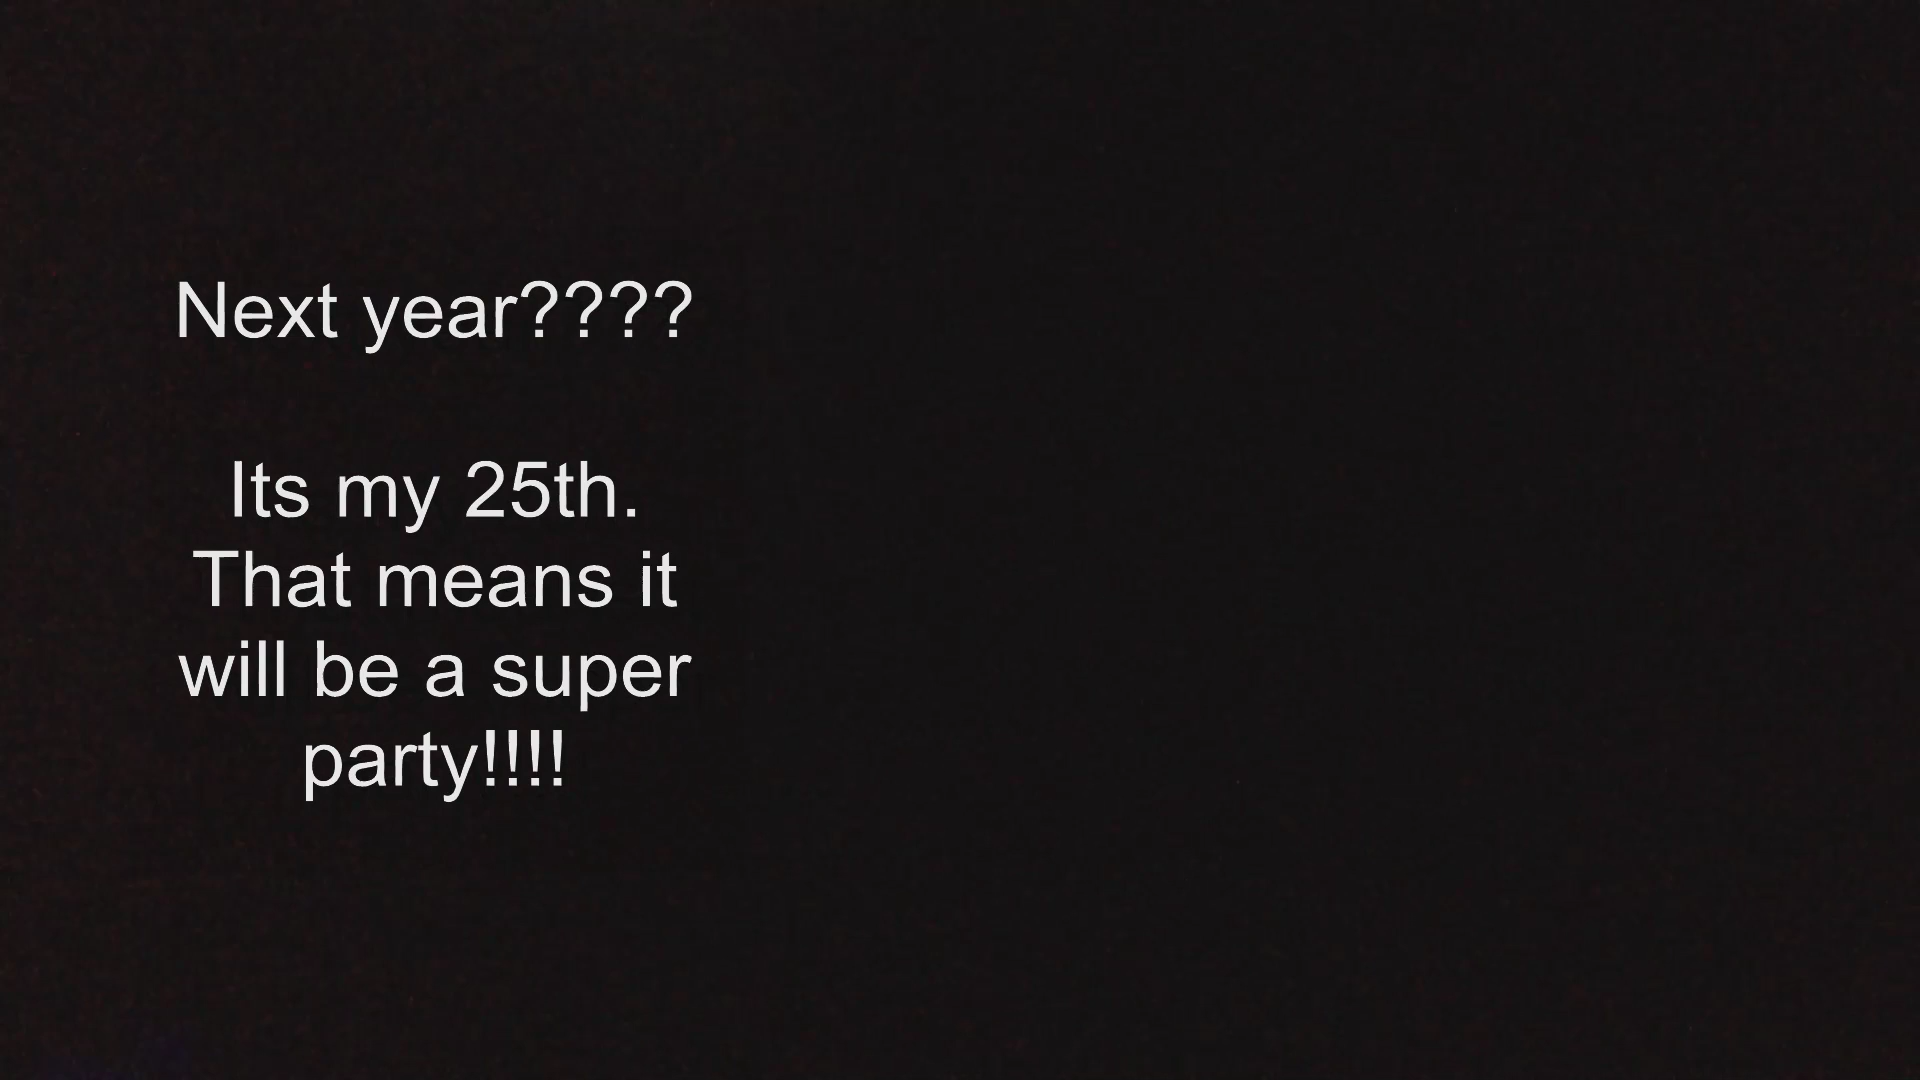 Next year????
Its my 25th.
That means it
will be a super
party!!!!